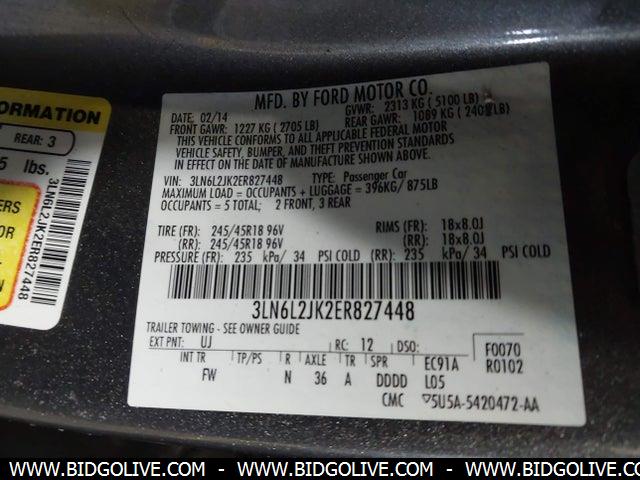 ORMATION
REAR: 3
5 lbs.
3LN6L2JK2ER827448
ERS
OR
MFD. BY FORD MOTOR CO.
DATE: 02/14 GVWR: 2313 KG ( 5100 LB)
FRONT GAWR: 1227 KG ( 2705 LB) REAR GAWR: 1089 KG ( LB)
THIS VEHICLE CONFORMS TO ALL APPLICABLE FEDERAL MOTOR
VEHICLE SAFETY, BUMPER, AND THEFT PREVENTION STANDARDS
IN EFFECT ON THE DATE OF MANUFACTURE SHOWN ABOVE.
VIN: 3LN6L2JK2ER827448 TYPE: Passenger Car
MAXIMUM LOAD = OCCUPANTS + LUGGAGE = 396KG/ 875LB
OCCUPANTS = 5 TOTAL; 2 FRONT, 3 REAR
TIRE (FR): 245/45R18 96V RIMS (FR): 18x8.0J
(RR): 245/45R18 96V (RR): 18x8.0J
PRESSURE (FR): 235 kPa/ 34 PSI COLD (RR): 235 kPa/ 34 PSI COLD
3LN6L2JK2ER827448
TRAILER TOWING - SEE OWNER GUIDE
EXT PNT: UJ RC: 12 DSO: F0070
INT TR TP/PS R AXLE TR SPR EC91A R0102
FW N 36 A DDDD L05
CMC 5U5A-5420472-AA
WWW.BIDGOLIVE.COM - WWW.BIDGOLIVE.COM - WWW.BIDGOLIVE.COM